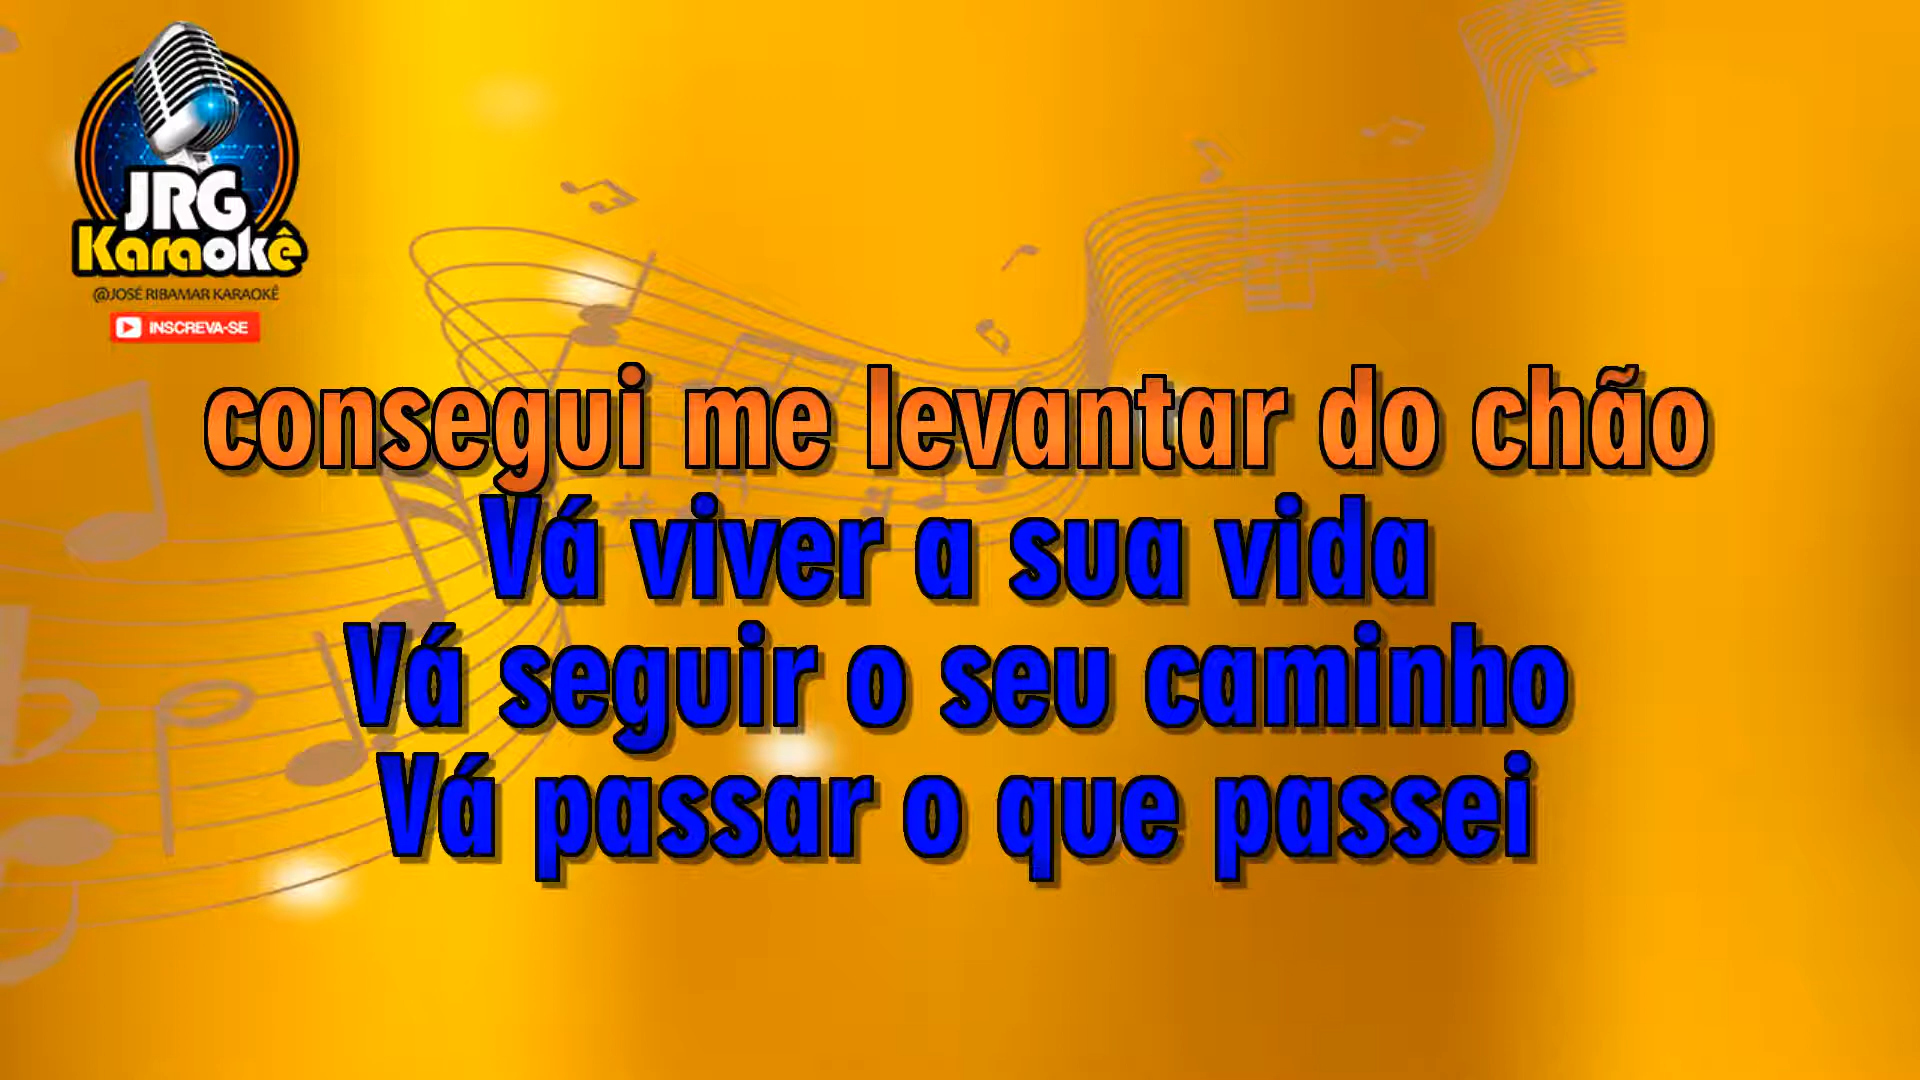 JRG
Karaokê
@JOSÉ RIBAMAR KARAOKÊ
INSCREVA-SE
consegui me levantar do chão
Vá viver a sua vida
Vá seguir o seu caminho
Vá passar o que passei